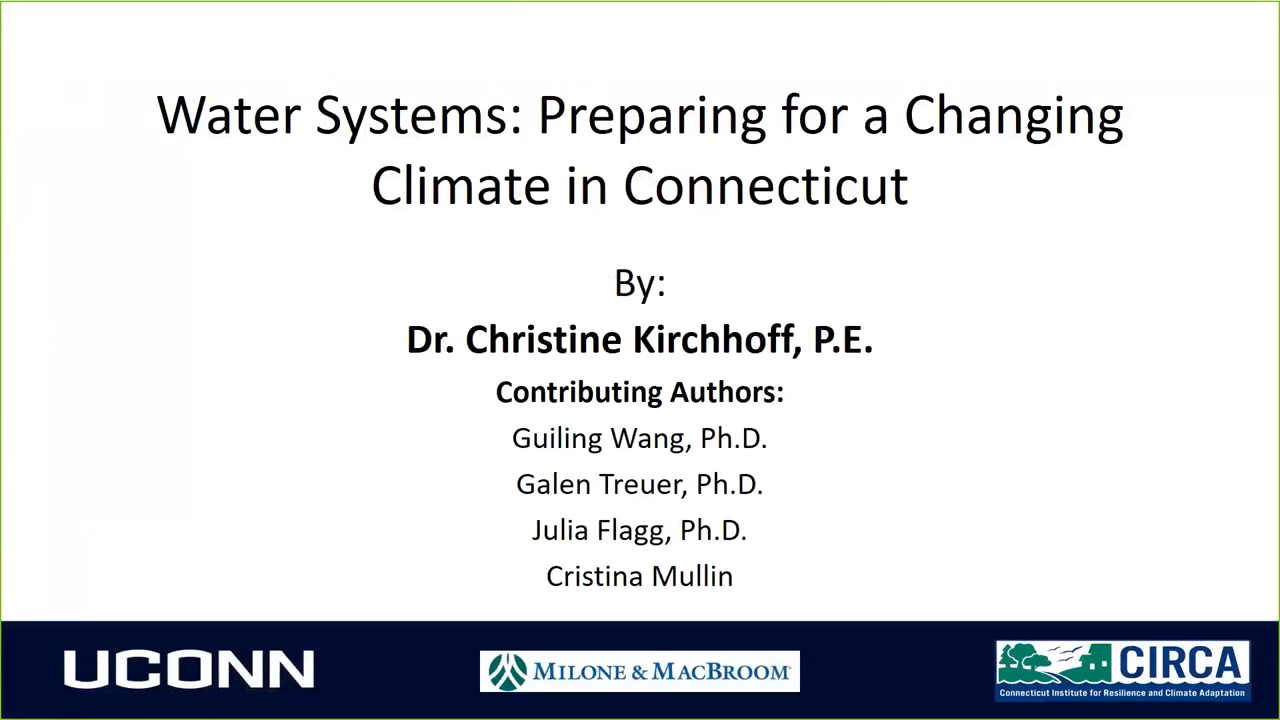 Water Systems: Preparing for a Changing
Climate in Connecticut
By:
Dr. Christine Kirchhoff, P.E.
Contributing Authors:
Guiling Wang, Ph.D.
Galen Treuer, Ph.D.
Julia Flagg, Ph.D.
Cristina Mullin
UCONN
MILONE & MACBROOM
CIRCA
Connecticut Institute for Resilience and Climate Adaptation